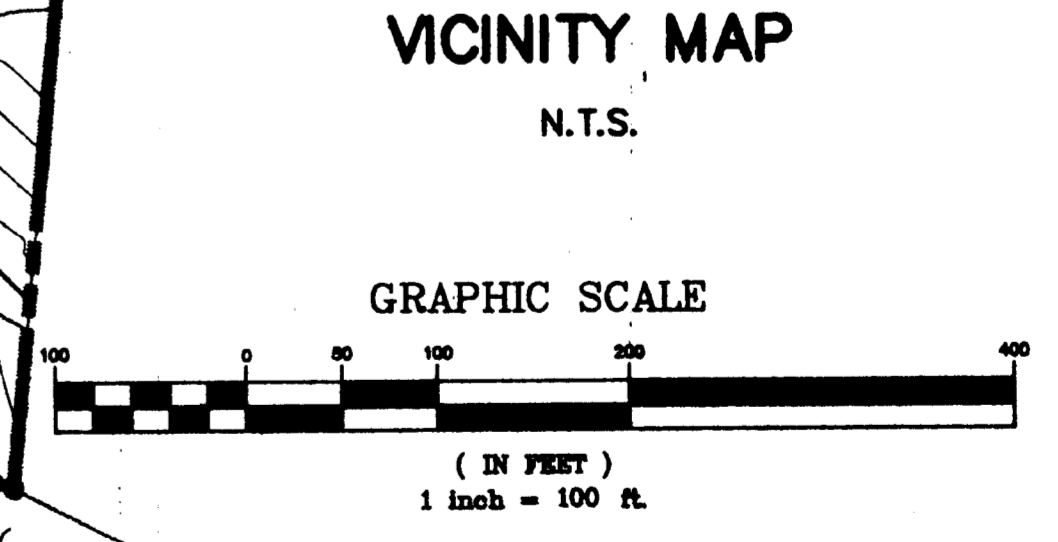 VICINITY MAP
N.T.S.
GRAPHIC SCALE
100 0 50 100 200 400
( IN FEET )
1 inch = 100 ft.